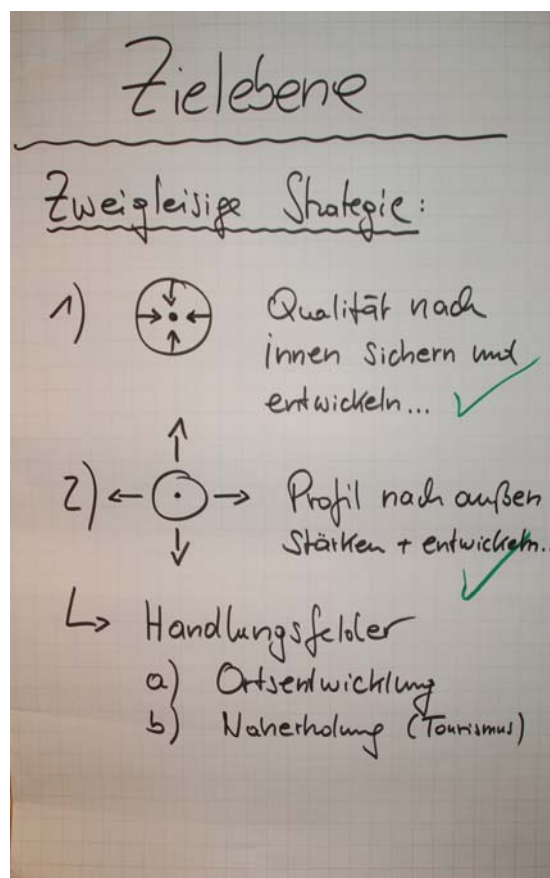 Zielebene
Zweigleisige Strategie:
1) Qualität nach
innen sichern und
entwickeln...
2) Profil nach außen
stärken + entwickeln...
Handlungsfelder
a) Ortsentwicklung
b) Naherholung (Tourismus)